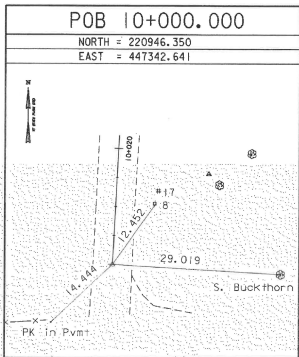 POB 10+000.000
NORTH = 220946.350
EAST = 447342.641
10+020
#17
8
12.452
29.019
14.444
S. Buckthorn
PK in Pvmt